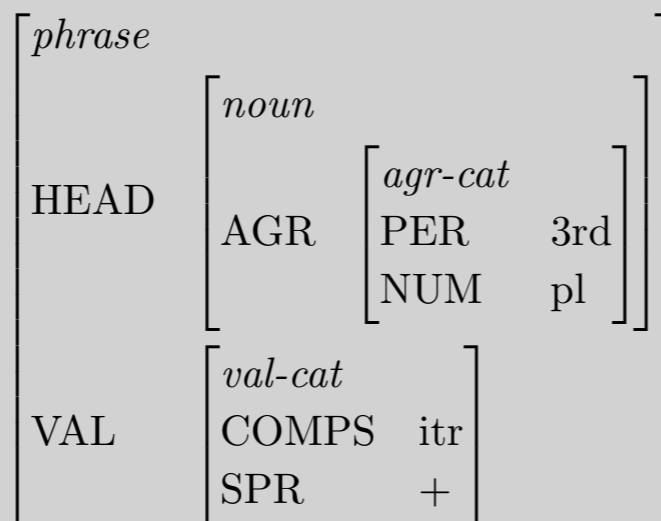 phrase
noun
agr-cat
HEAD AGR PER 3rd
NUM pl
val-cat
VAL COMPS itr
SPR +